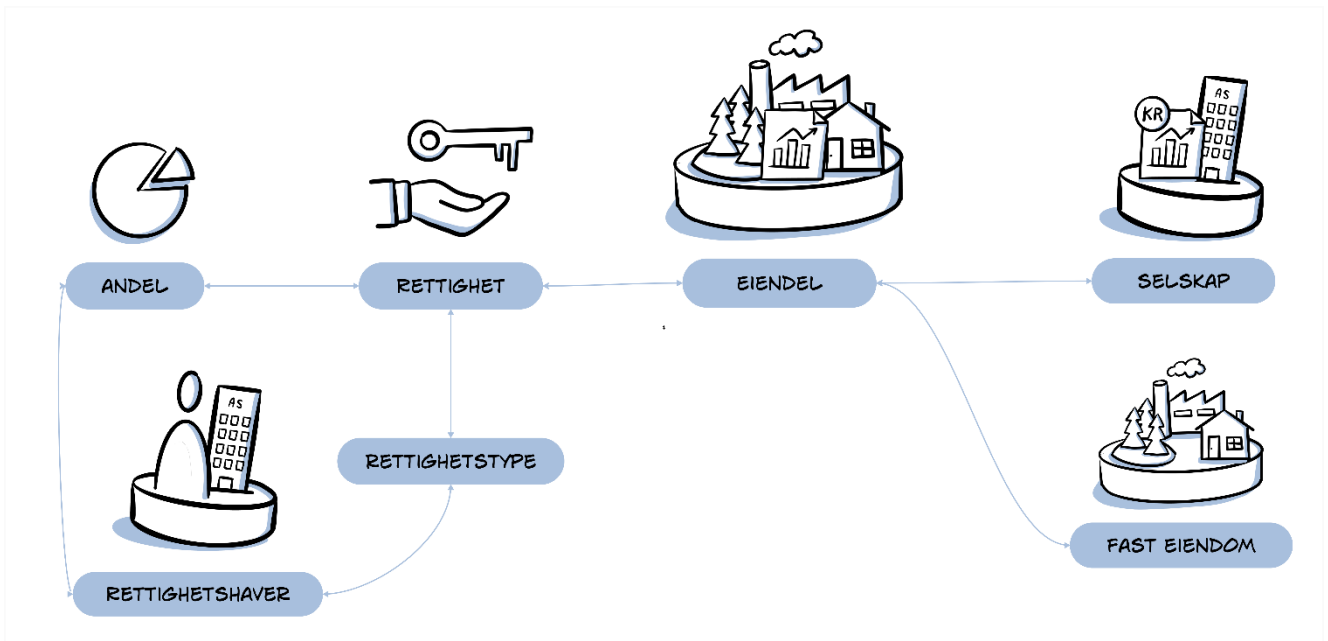 AS
KR
ANDEL
RETTIGHET
EIENDEL
SELSKAP
AS
RETTIGHETSTYPE
FAST EIENDOM
RETTIGHETSHAVER